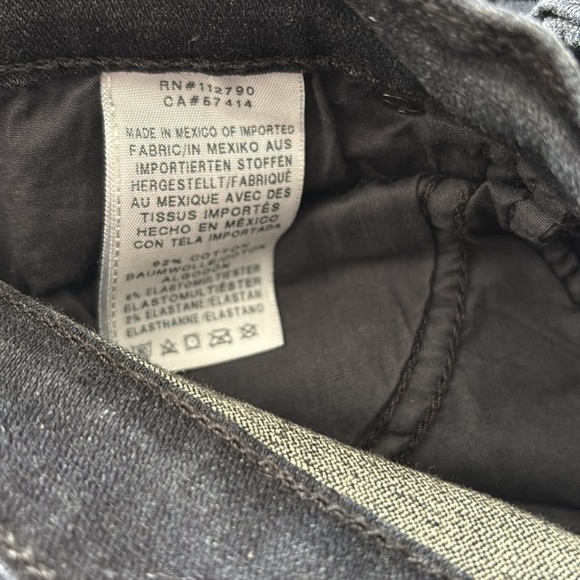 RN#112790
CA#57414
MADE IN MEXICO OF IMPORTED
FABRIC/IN MEXIKO AUS
IMPORTIERTEN STOFFEN
HERGESTELLT/FABRIQUÉ
AU MEXIQUE AVEC DES
TISSUS IMPORTÉS
HECHO EN MÉXICO
CON TELA IMPORTADA
92% COTTON
BAUMWOLLE/COTON
ALGODÓN
6% ELASTOMULTIESTER
ELASTOMULTIÉSTER
2% ELASTANE/ELASTAN
ELASTHANNE/ELASTANO